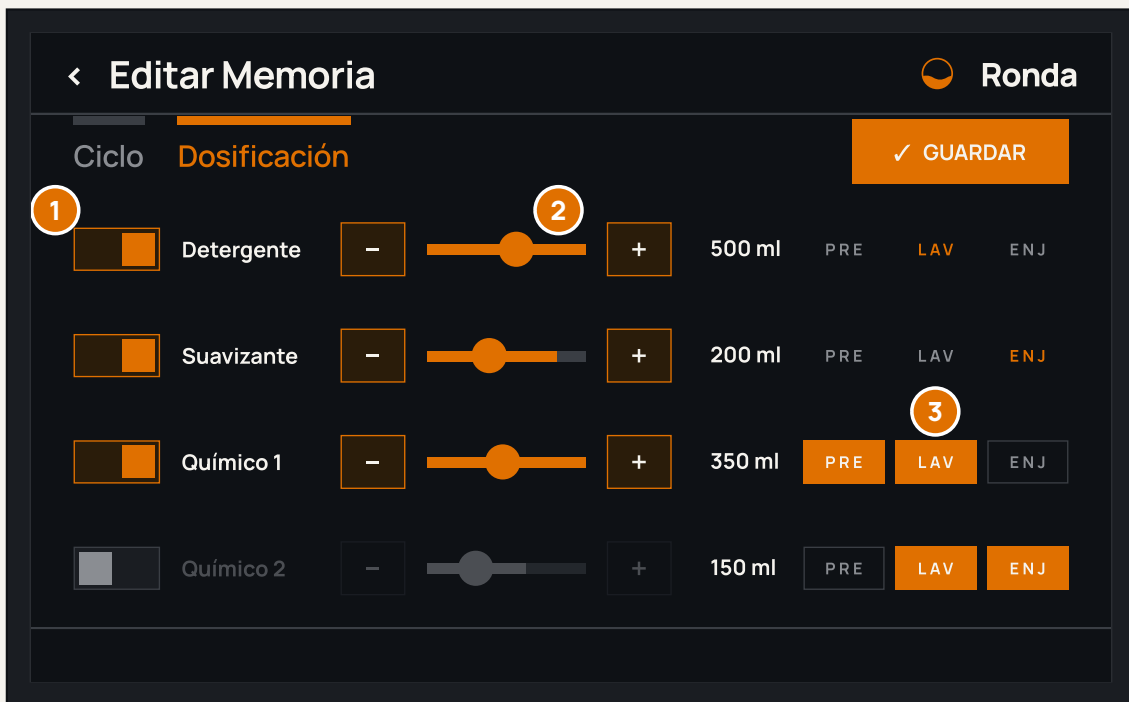 Editar Memoria
Ronda
Ciclo
Dosificación
✓ GUARDAR
1
2
Detergente - + 500 ml PRE LAV ENJ
Suavizante - + 200 ml PRE LAV ENJ
3
Químico 1 - + 350 ml PRE LAV ENJ
Químico 2 - + 150 ml PRE LAV ENJ